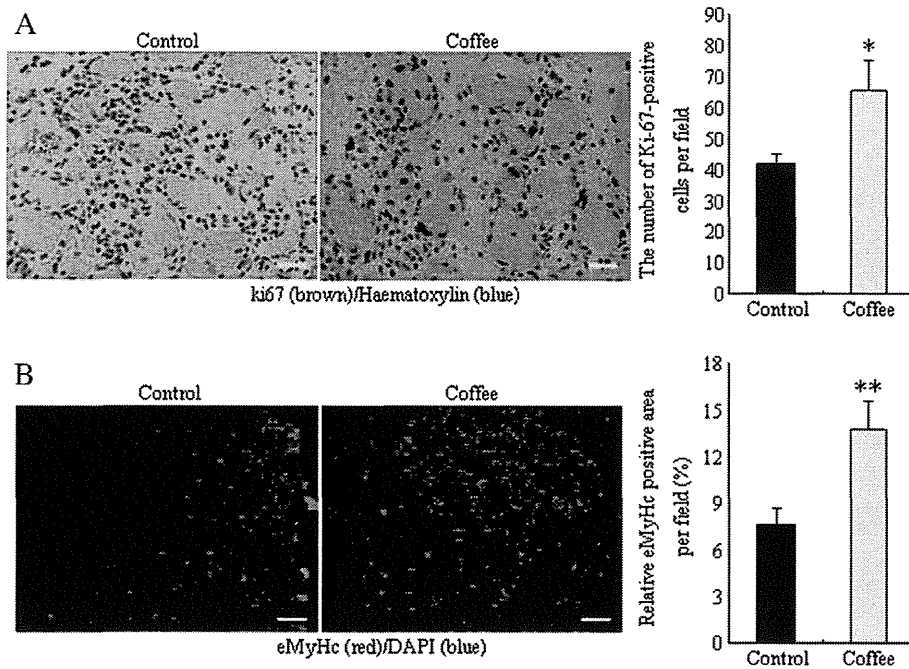 A
Control
Coffee
ki67 (brown)/Haematoxylin (blue)
The number of Ki-67-positive
cells per field
90
80
70
60
50
40
30
20
10
0
*
Control
Coffee
B
Control
Coffee
eMyHc (red)/DAPI (blue)
Relative eMyHc positive area
per field (%)
18
15
12
9
6
3
0
**
Control
Coffee